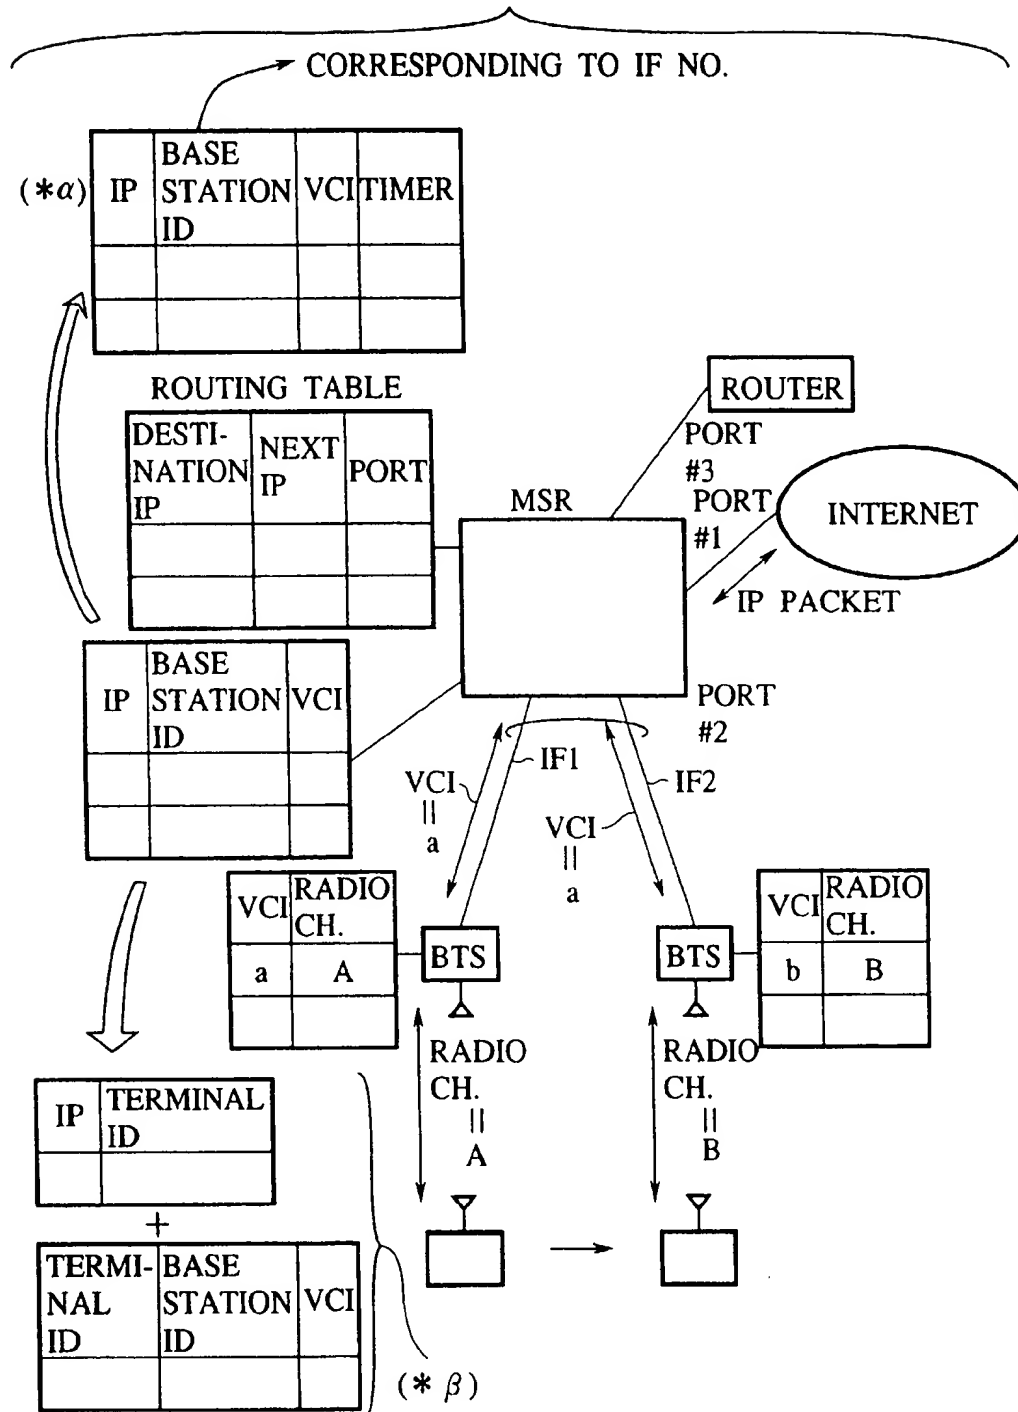 CORRESPONDING TO IF NO.
(*α)
IP
BASE
STATION
ID
VCI
TIMER
ROUTING TABLE
DESTI-
NATION
IP
NEXT
IP
PORT
ROUTER
PORT
#3
PORT
#1
INTERNET
IP PACKET
MSR
PORT
#2
IP
BASE
STATION
ID
VCI
IF1
IF2
VCI
=
a
VCI
=
a
VCI
RADIO
CH.
a
A
BTS
BTS
VCI
RADIO
CH.
b
B
RADIO
CH.
=
A
RADIO
CH.
=
B
IP
TERMINAL
ID
+
TERMI-
NAL
ID
BASE
STATION
ID
VCI
(* β)